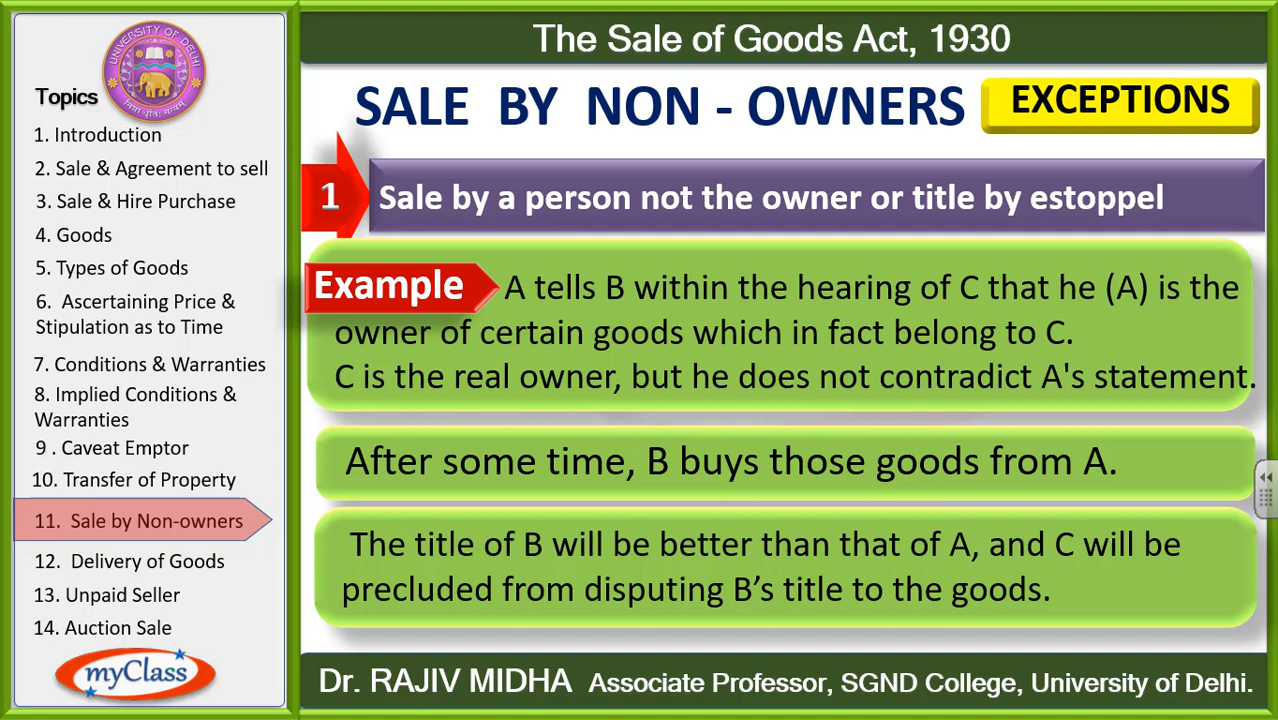 UNIVERSITY OF DELHI
Topics
1. Introduction
2. Sale & Agreement to sell
3. Sale & Hire Purchase
4. Goods
5. Types of Goods
6. Ascertaining Price &
Stipulation as to Time
7. Conditions & Warranties
8. Implied Conditions &
Warranties
9 . Caveat Emptor
10. Transfer of Property
11. Sale by Non-owners
12. Delivery of Goods
13. Unpaid Seller
14. Auction Sale
myClass
The Sale of Goods Act, 1930
SALE BY NON - OWNERS
EXCEPTIONS
1
Sale by a person not the owner or title by estoppel
Example A tells B within the hearing of C that he (A) is the
owner of certain goods which in fact belong to C.
C is the real owner, but he does not contradict A's statement.
After some time, B buys those goods from A.
The title of B will be better than that of A, and C will be
precluded from disputing B’s title to the goods.
Dr. RAJIV MIDHA Associate Professor, SGND College, University of Delhi.